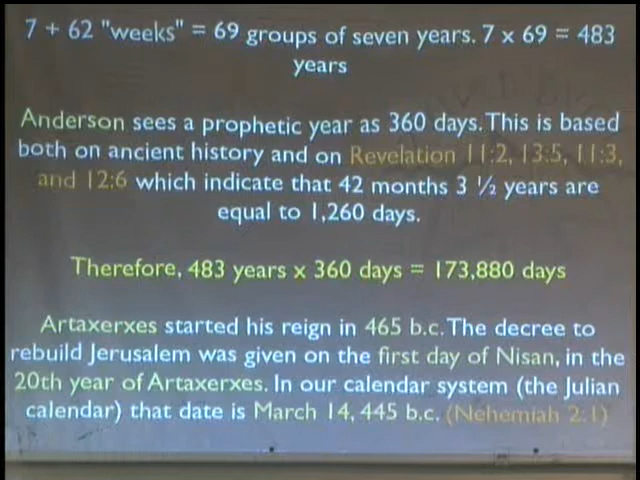 7 + 62 "weeks" = 69 groups of seven years. 7 x 69 = 483
years
Anderson sees a prophetic year as 360 days. This is based
both on ancient history and on Revelation 11:2, 13:5, 11:3,
and 12:6 which indicate that 42 months 3 ½ years are
equal to 1,260 days.
Therefore, 483 years x 360 days = 173,880 days
Artaxerxes started his reign in 465 b.c. The decree to
rebuild Jerusalem was given on the first day of Nisan, in the
20th year of Artaxerxes. In our calendar system (the Julian
calendar) that date is March 14, 445 b.c. (Nehemiah 2:1)